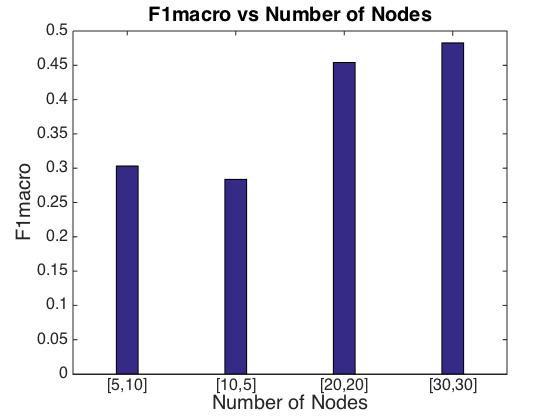 F1macro vs Number of Nodes
0.5
0.45
0.4
0.35
0.3
0.25
0.2
0.15
0.1
0.05
0
F1macro
[5,10] [10,5] [20,20] [30,30]
Number of Nodes